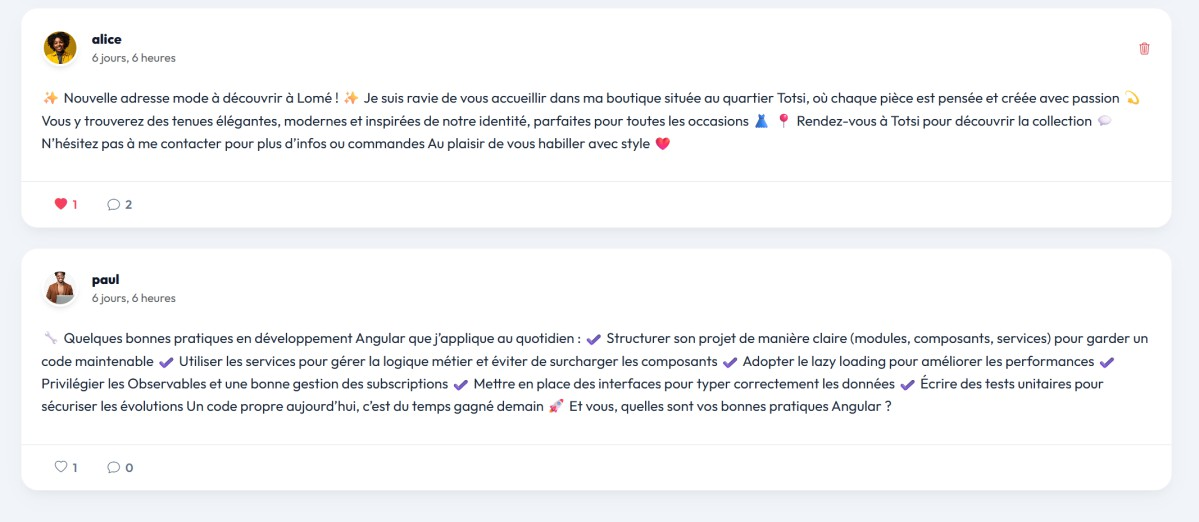 alice
6 jours, 6 heures
✨ Nouvelle adresse mode à découvrir à Lomé ! ✨ Je suis ravie de vous accueillir dans ma boutique située au quartier Totsi, où chaque pièce est pensée et créée avec passion 💫
Vous y trouverez des tenues élégantes, modernes et inspirées de notre identité, parfaites pour toutes les occasions 👗 📍 Rendez-vous à Totsi pour découvrir la collection 💬
N’hésitez pas à me contacter pour plus d’infos ou commandes Au plaisir de vous habiller avec style ❤️
1 2
paul
6 jours, 6 heures
🔧 Quelques bonnes pratiques en développement Angular que j’applique au quotidien : ✔️ Structurer son projet de manière claire (modules, composants, services) pour garder un
code maintenable ✔️ Utiliser les services pour gérer la logique métier et éviter de surcharger les composants ✔️ Adopter le lazy loading pour améliorer les performances ✔️
Privilégier les Observables et une bonne gestion des subscriptions ✔️ Mettre en place des interfaces pour typer correctement les données ✔️ Écrire des tests unitaires pour
sécuriser les évolutions Un code propre aujourd’hui, c’est du temps gagné demain 🚀 Et vous, quelles sont vos bonnes pratiques Angular ?
1 0